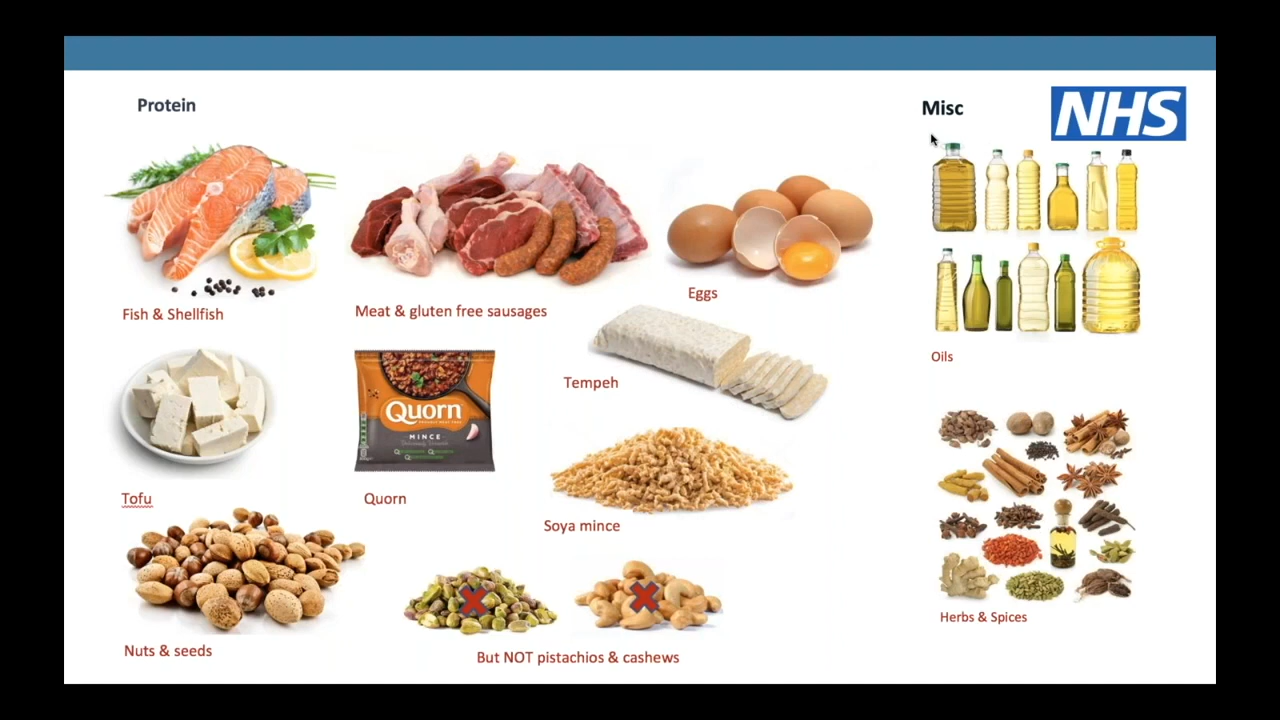 Protein
Misc
NHS
Fish & Shellfish
Meat & gluten free sausages
Eggs
Oils
Tempeh
Quorn
MINCE
Tofu
Quorn
Soya mince
Herbs & Spices
Nuts & seeds
But NOT pistachios & cashews